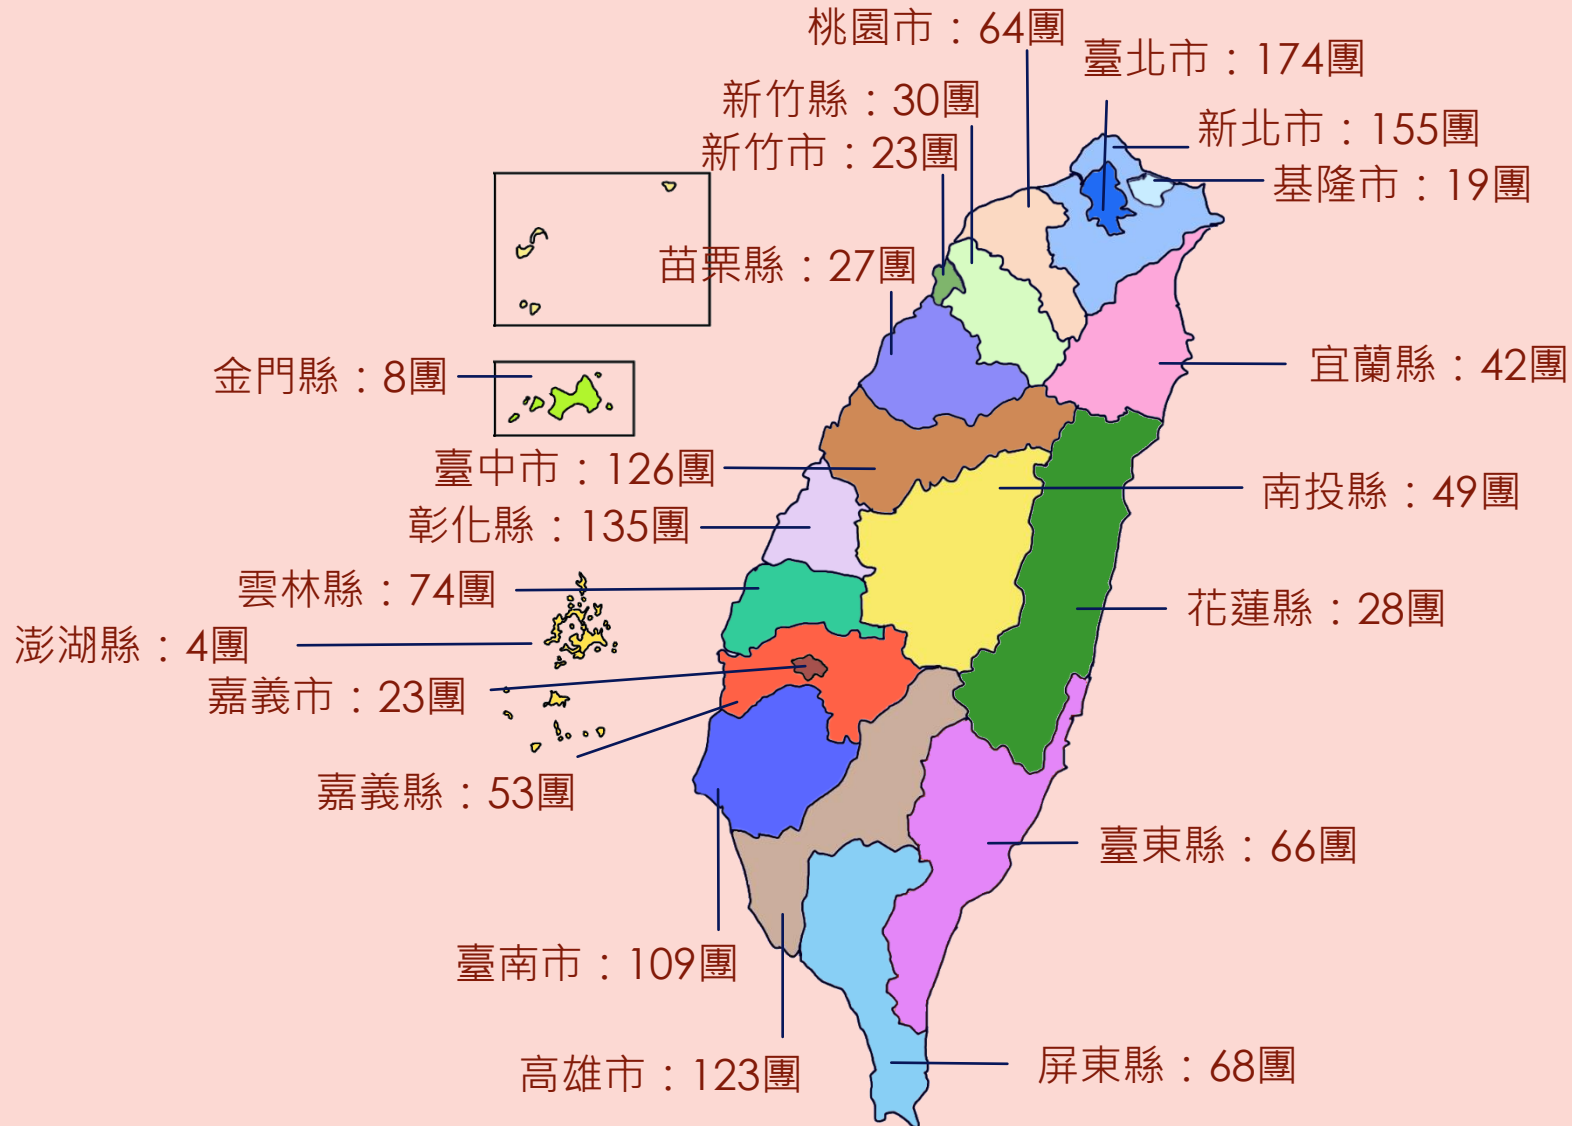 桃園市：64團
臺北市：174團
新竹縣：30團
新北市：155團
新竹市：23團
基隆市：19團
苗栗縣：27團
宜蘭縣：42團
金門縣：8團
臺中市：126團
南投縣：49團
彰化縣：135團
雲林縣：74團
花蓮縣：28團
澎湖縣：4團
嘉義市：23團
嘉義縣：53團
臺東縣：66團
臺南市：109團
高雄市：123團
屏東縣：68團